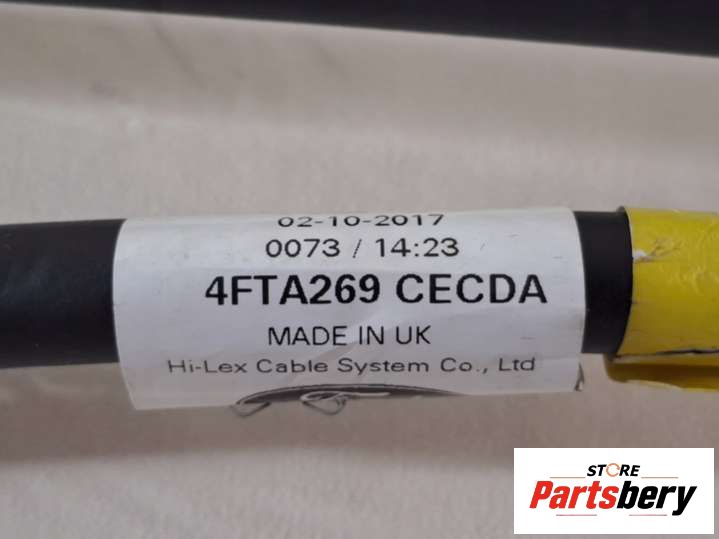 02-10-2017
0073 / 14:23
4FTA269 CECDA
MADE IN UK
Hi-Lex Cable System Co., Ltd
STORE
Partsbery